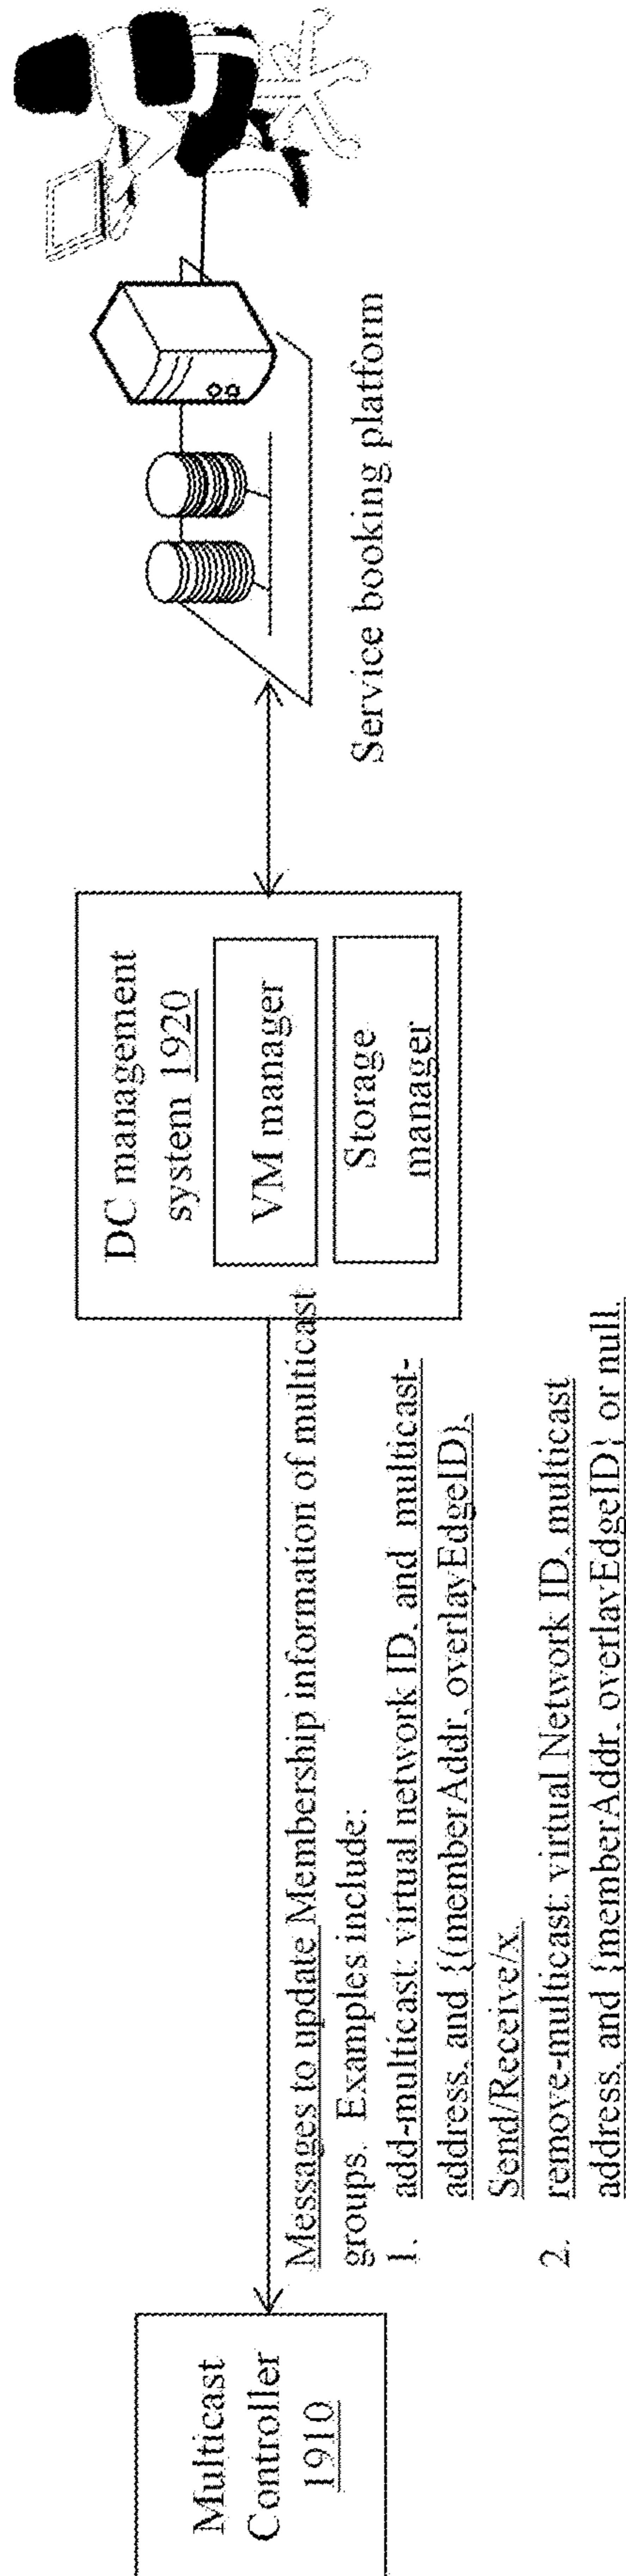 Multicast
Controller
1910
Messages to update Membership information of multicast
groups. Examples include:
1. add-multicast: virtual network ID, and multicast-
address, and {(memberAddr, overlayEdgeID),
Send/Receive/x
2. remove-multicast: virtual Network ID, multicast
address, and {memberAddr, overlayEdgeID} or null.
DC management
system 1920
VM manager
Storage
manager
Service booking platform